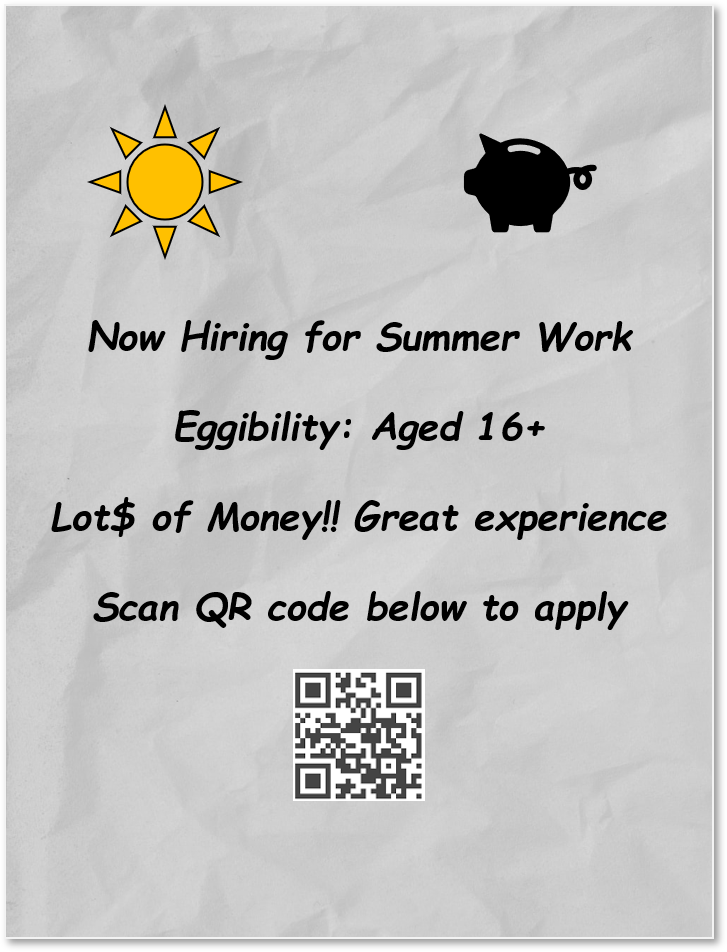 Now Hiring for Summer Work
Eggibility: Aged 16+
Lot$ of Money!! Great experience
Scan QR code below to apply